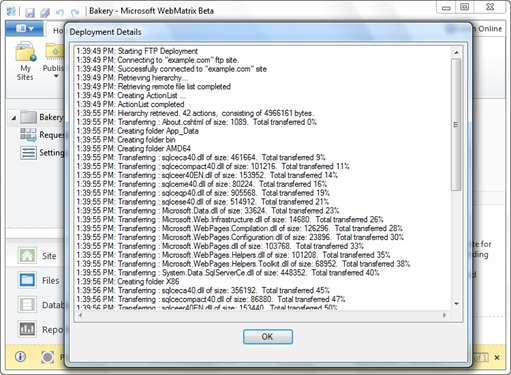 Bakery - Microsoft WebMatrix Beta
Deployment Details
My Sites
Publis
Online
Bakery
Reques
Setting
Site
Files
Datab
Repo
1:39:49 PM: Starting FTP Deployment
1:39:49 PM: Connecting to "example.com" ftp site.
1:39:49 PM: Successfully connected to "example.com" site
1:39:49 PM: Retrieving hierarchy...
1:39:49 PM: Retrieving remote file list completed
1:39:49 PM: Creating ActionList ...
1:39:49 PM: ActionList completed
1:39:55 PM: Hierarchy retrieved. 42 actions, consisting of 4966161 bytes.
1:39:55 PM: Transferring : About.cshtml of size: 1089. Total transferred 0%
1:39:55 PM: Creating folder App_Data
1:39:55 PM: Creating folder bin
1:39:55 PM: Creating folder AMD64
1:39:55 PM: Transferring : sqlceca40.dll of size: 461664. Total transferred 9%
1:39:55 PM: Transferring : sqlcecompact40.dll of size: 101216. Total transferred 11%
1:39:55 PM: Transferring : sqlceer40EN.dll of size: 153952. Total transferred 14%
1:39:55 PM: Transferring : sqlceme40.dll of size: 80224. Total transferred 16%
1:39:55 PM: Transferring : sqlceqp40.dll of size: 905568. Total transferred 19%
1:39:55 PM: Transferring : sqlcese40.dll of size: 514912. Total transferred 21%
1:39:55 PM: Transferring : Microsoft.Data.dll of size: 33624. Total transferred 23%
1:39:55 PM: Transferring : Microsoft.Web.Infrastructure.dll of size: 14680. Total transferred 26%
1:39:55 PM: Transferring : Microsoft.WebPages.Compilation.dll of size: 126296. Total transferred 28%
1:39:55 PM: Transferring : Microsoft.WebPages.Configuration.dll of size: 23896. Total transferred 30%
1:39:55 PM: Transferring : Microsoft.WebPages.dll of size: 103768. Total transferred 33%
1:39:55 PM: Transferring : Microsoft.WebPages.Helpers.dll of size: 101208. Total transferred 35%
1:39:55 PM: Transferring : Microsoft.WebPages.Helpers.Toolkit.dll of size: 68952. Total transferred 38%
1:39:55 PM: Transferring : System.Data.SqlServerCe.dll of size: 448352. Total transferred 40%
1:39:56 PM: Creating folder X86
1:39:56 PM: Transferring : sqlceca40.dll of size: 356192. Total transferred 45%
1:39:56 PM: Transferring : sqlcecompact40.dll of size: 86880. Total transferred 47%
1:39:56 PM: Transferring : sqlceer40EN.dll of size: 153440. Total transferred 50%
site for
OK